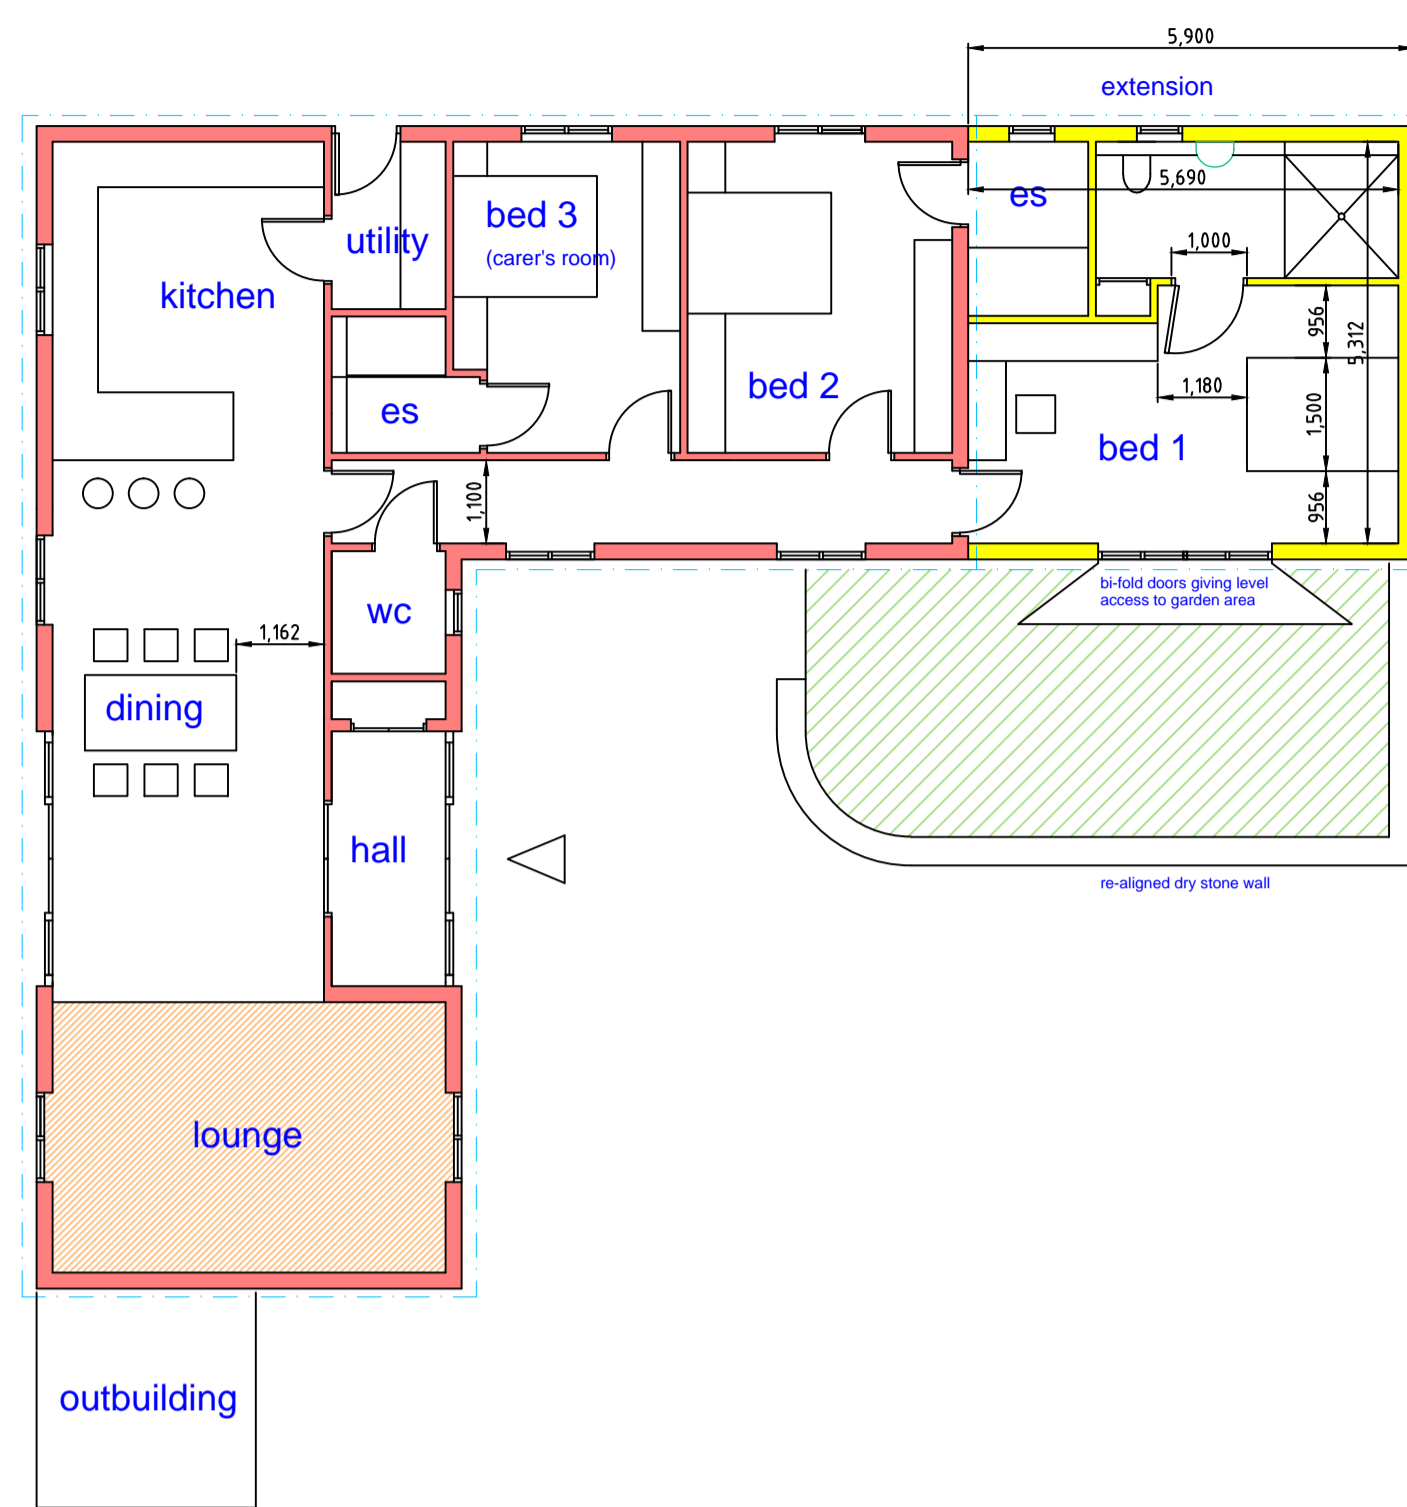 5,900
extension
5,690
es
1,000
utility
bed 3
(carer's room)
kitchen
956
5,312
bed 2
1,180
es
1,500
bed 1
1,100
956
bi-fold doors giving level
access to garden area
wc
1,162
dining
hall
re-aligned dry stone wall
lounge
outbuilding